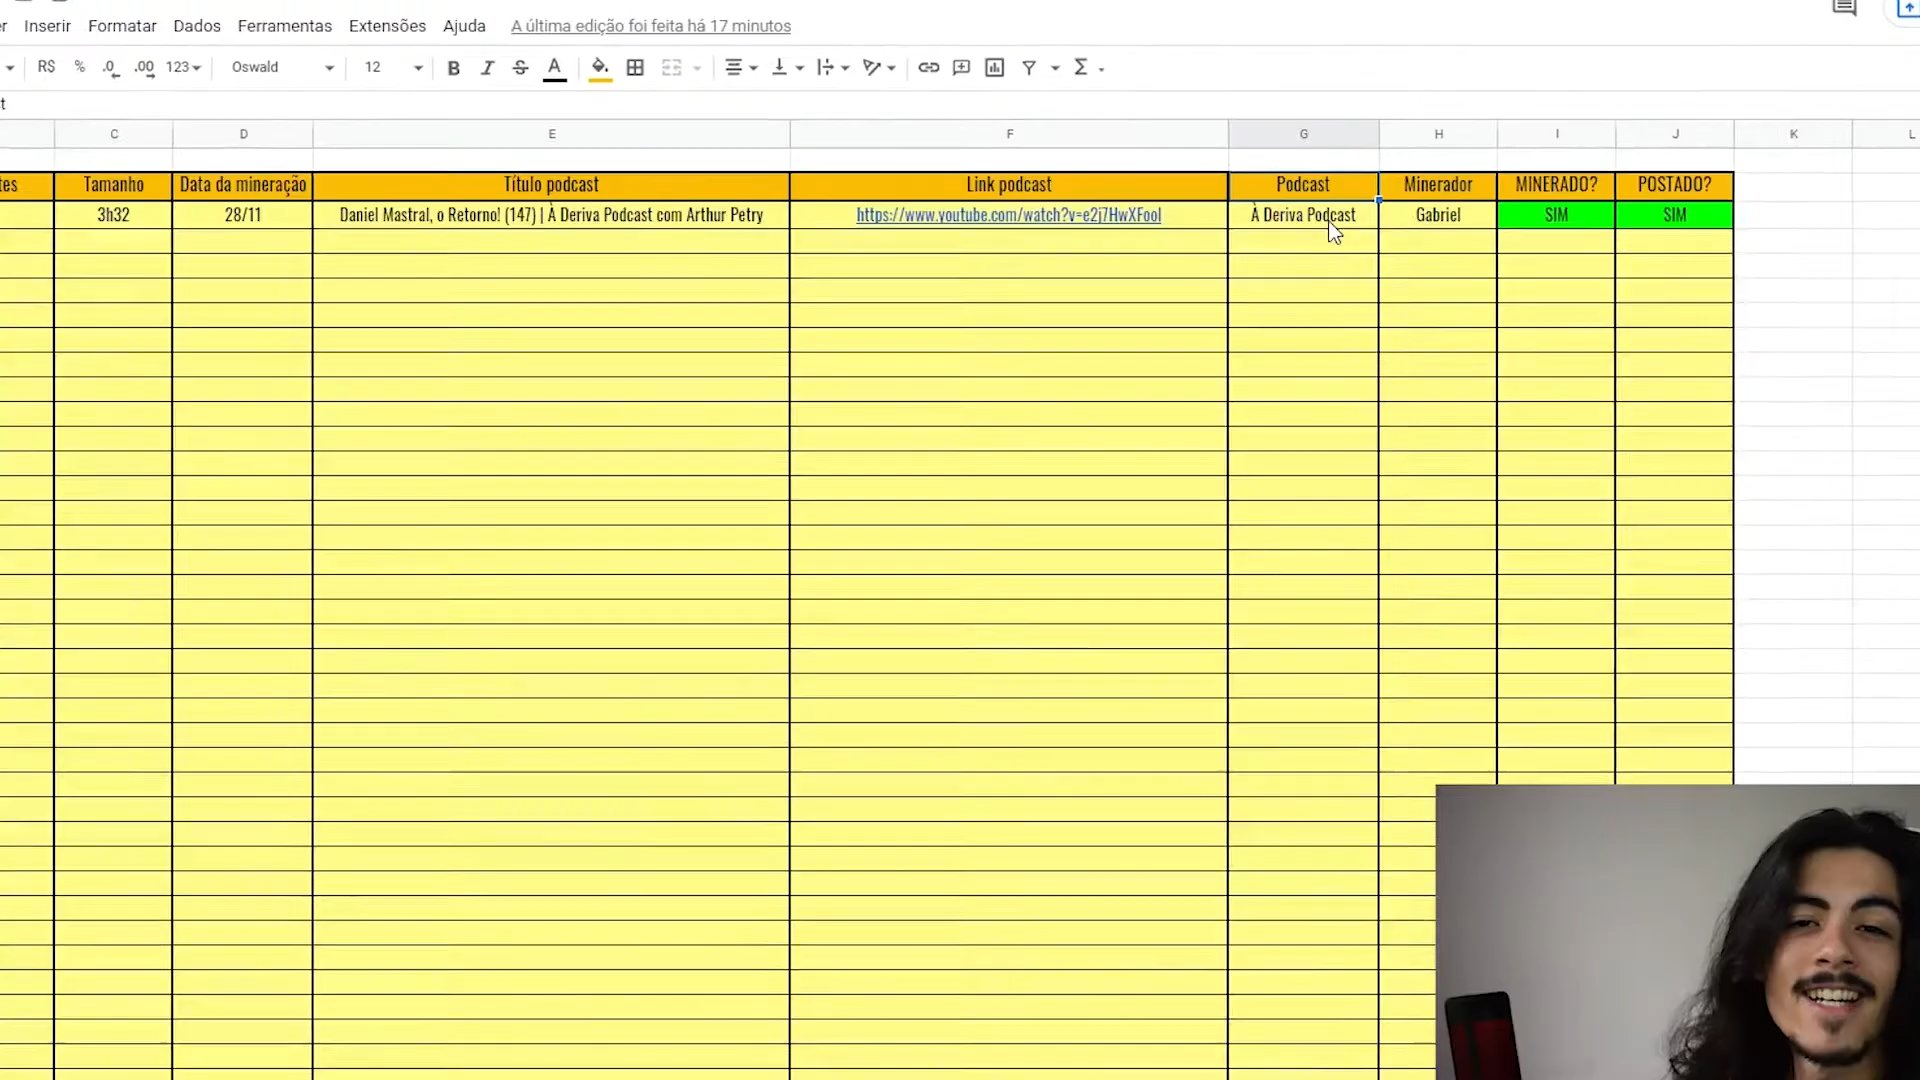 Inserir Formatar Dados Ferramentas Extensões Ajuda A última edição foi feita há 17 minutos
R$ % .0 .00 123 Oswald 12 B I S A Σ
t
C D E F G H I J K L
tes Tamanho Data da mineração Título podcast Link podcast Podcast Minerador MINERADO? POSTADO?
3h32 28/11 Daniel Mastral, o Retorno! (147) | À Deriva Podcast com Arthur Petry https://www.youtube.com/watch?v=e2j7HwXFooI À Deriva Podcast Gabriel SIM SIM